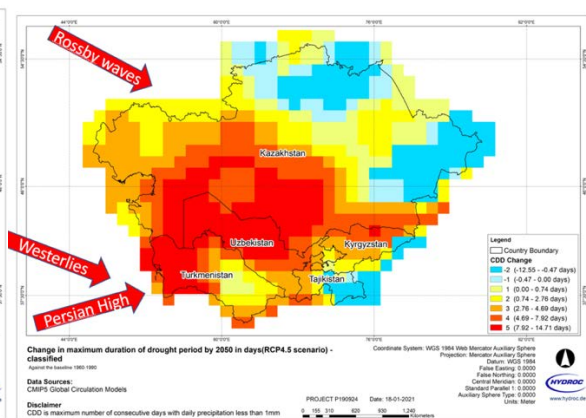 Rossby waves
Westerlies
Persian High
Kazakhstan
Uzbekistan
Turkmenistan
Kyrgyzstan
Tajikistan
Legend
Country Boundary
CDD Change
-2 (-12.55 - -0.47 days)
-1 (-0.47 - 0.00 days)
1 (0.00 - 0.74 days)
2 (0.74 - 2.76 days)
3 (2.76 - 4.69 days)
4 (4.69 - 7.92 days)
5 (7.92 - 14.71 days)
Change in maximum duration of drought period by 2050 in days(RCP4.5 scenario) -
classified
Against the baseline 1960-1990
Data Sources:
CMIP5 Global Circulation Models
Disclaimer
CDD is maximum number of consecutive days with daily precipitation less than 1mm
PROJECT P190924 Date: 18-01-2021
0 155 310 620 930 1,240
Kilometers
Coordinate System: WGS 1984 Web Mercator Auxiliary Sphere
Projection: Mercator Auxiliary Sphere
Datum: WGS 1984
False Easting: 0.0000
False Northing: 0.0000
Central Meridian: 0.0000
Standard Parallel 1: 0.0000
Auxiliary Sphere Type: 0.0000
Units: Meter
HYDROC
www.hydroc.de